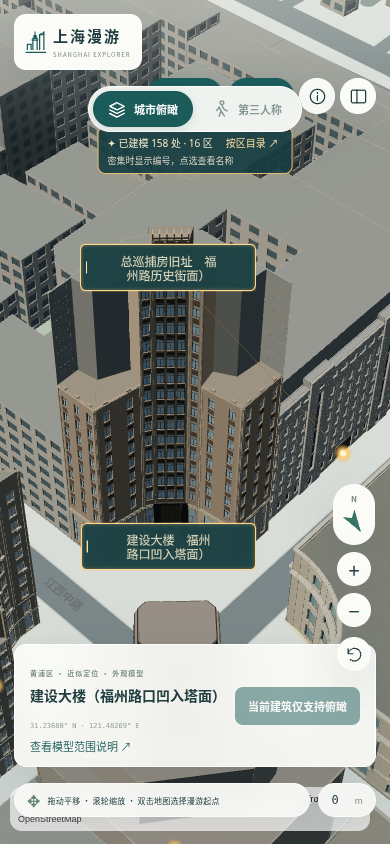 上海漫游
SHANGHAI EXPLORER
城市俯瞰
第三人称
✦ 已建模 158 处 · 16 区 按区目录 ↗
密集时显示编号，点选查看名称
总巡捕房旧址 福
州路历史街面）
建设大楼 福州
路口凹入塔面）
N
+
−
江西中路
黄浦区 · 近似定位 · 外观模型
建设大楼（福州路口凹入塔面）
当前建筑仅支持俯瞰
31.23680° N · 121.48269° E
查看模型范围说明 ↗
拖动平移 · 滚轮缩放 · 双击地图选择漫游起点
0 m
OpenStreetMap